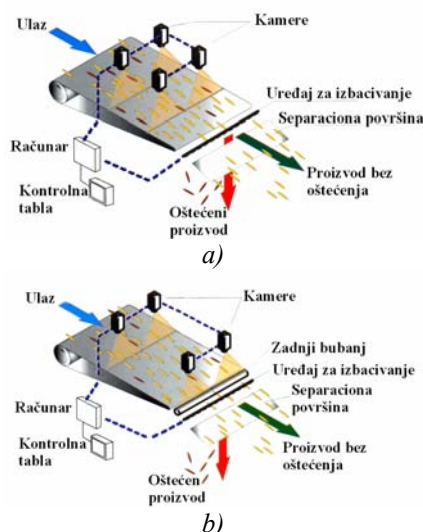 Ulaz
Kamere
Uređaj za izbacivanje
Separaciona površina
Računar
Proizvod bez
oštećenja
Kontrolna
tabla
Oštećeni
proizvod
a)
Ulaz
Kamere
Zadnji bubanj
Uređaj za izbacivanje
Separaciona
površina
Računar
Kontrolna
tabla
Proizvod bez
oštećenja
Oštećen
proizvod
b)